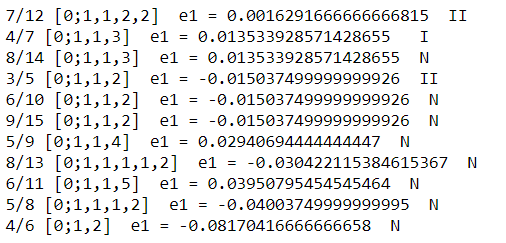 7/12 [0;1,1,2,2]  e1 = 0.0016291666666666815  II
4/7 [0;1,1,3]  e1 = 0.013533928571428655   I
8/14 [0;1,1,3]  e1 = 0.013533928571428655  N
3/5 [0;1,1,2]  e1 = -0.015037499999999926  II
6/10 [0;1,1,2]  e1 = -0.015037499999999926  N
9/15 [0;1,1,2]  e1 = -0.015037499999999926  N
5/9 [0;1,1,4]  e1 = 0.02940694444444447  N
8/13 [0;1,1,1,1,2]  e1 = -0.030422115384615367  N
6/11 [0;1,1,5]  e1 = 0.03950795454545464  N
5/8 [0;1,1,1,2]  e1 = -0.04003749999999995  N
4/6 [0;1,2]  e1 = -0.08170416666666658  N